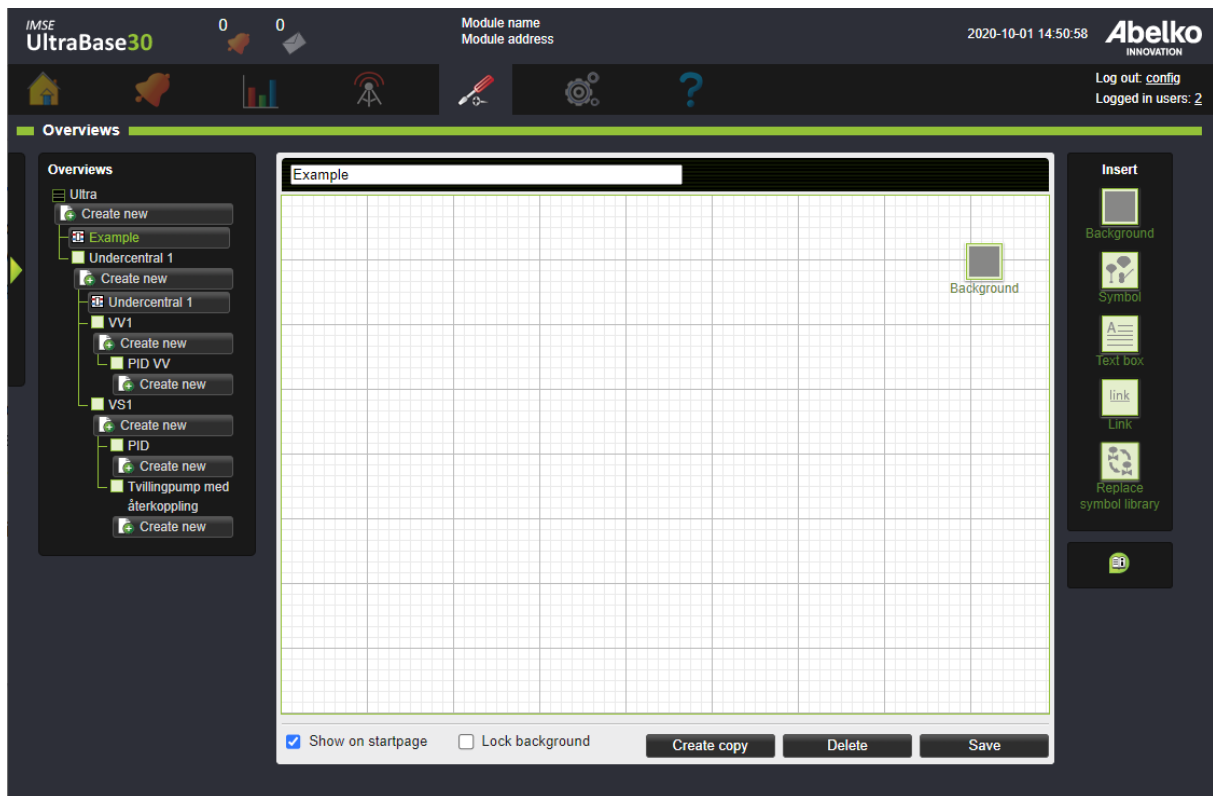 IMSE
UltraBase30
0
0
Module name
Module address
2020-10-01 14:50:58
Abelko
INNOVATION
?
Log out: config
Logged in users: 2
Overviews
Overviews
Ultra
Create new
Example
Undercentral 1
Create new
Undercentral 1
VV1
Create new
PID VV
Create new
VS1
Create new
PID
Create new
Tvillingpump med
återkoppling
Create new
Example
Background
Show on startpage
Lock background
Create copy
Delete
Save
Insert
Background
Symbol
A
Text box
link
Link
Replace
symbol library